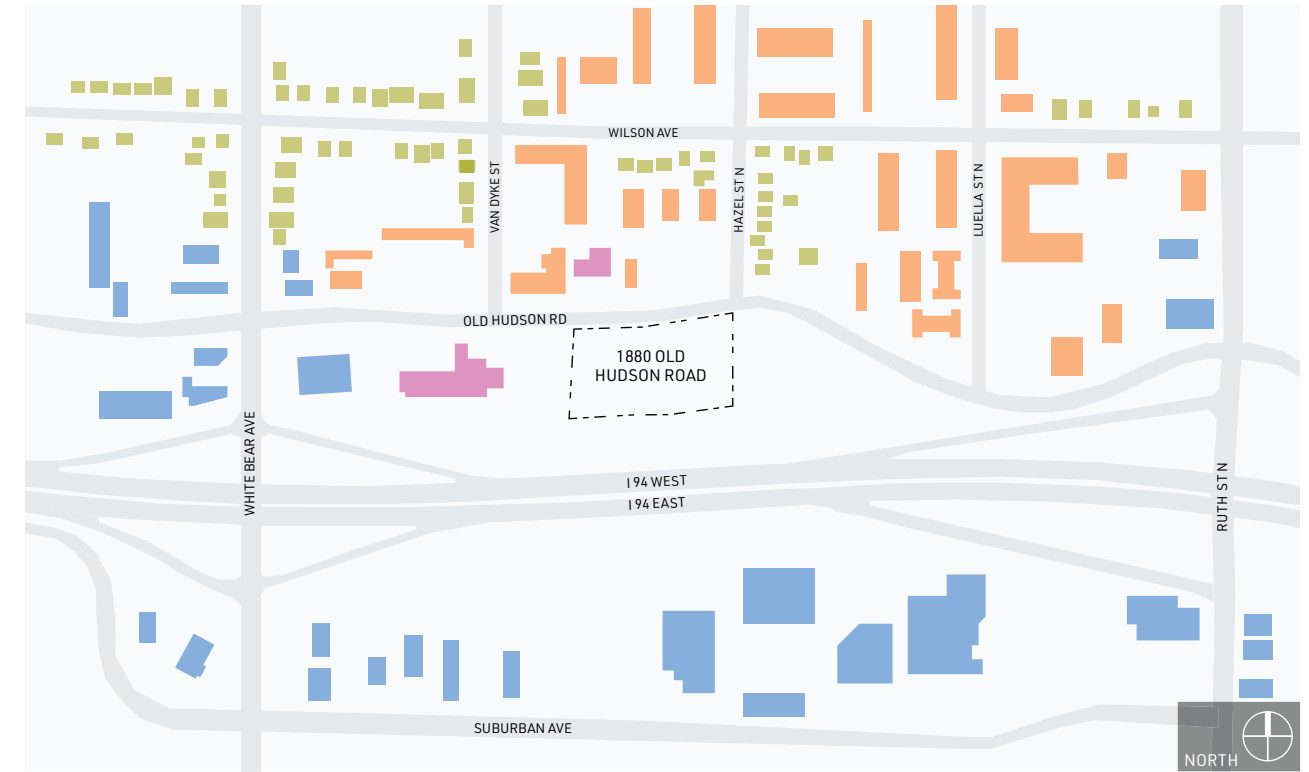 WILSON AVE
VAN DYKE ST
HAZEL ST N
LUELLA ST N
OLD HUDSON RD
1880 OLD
HUDSON ROAD
WHITE BEAR AVE
I 94 WEST
I 94 EAST
RUTH ST N
SUBURBAN AVE
NORTH